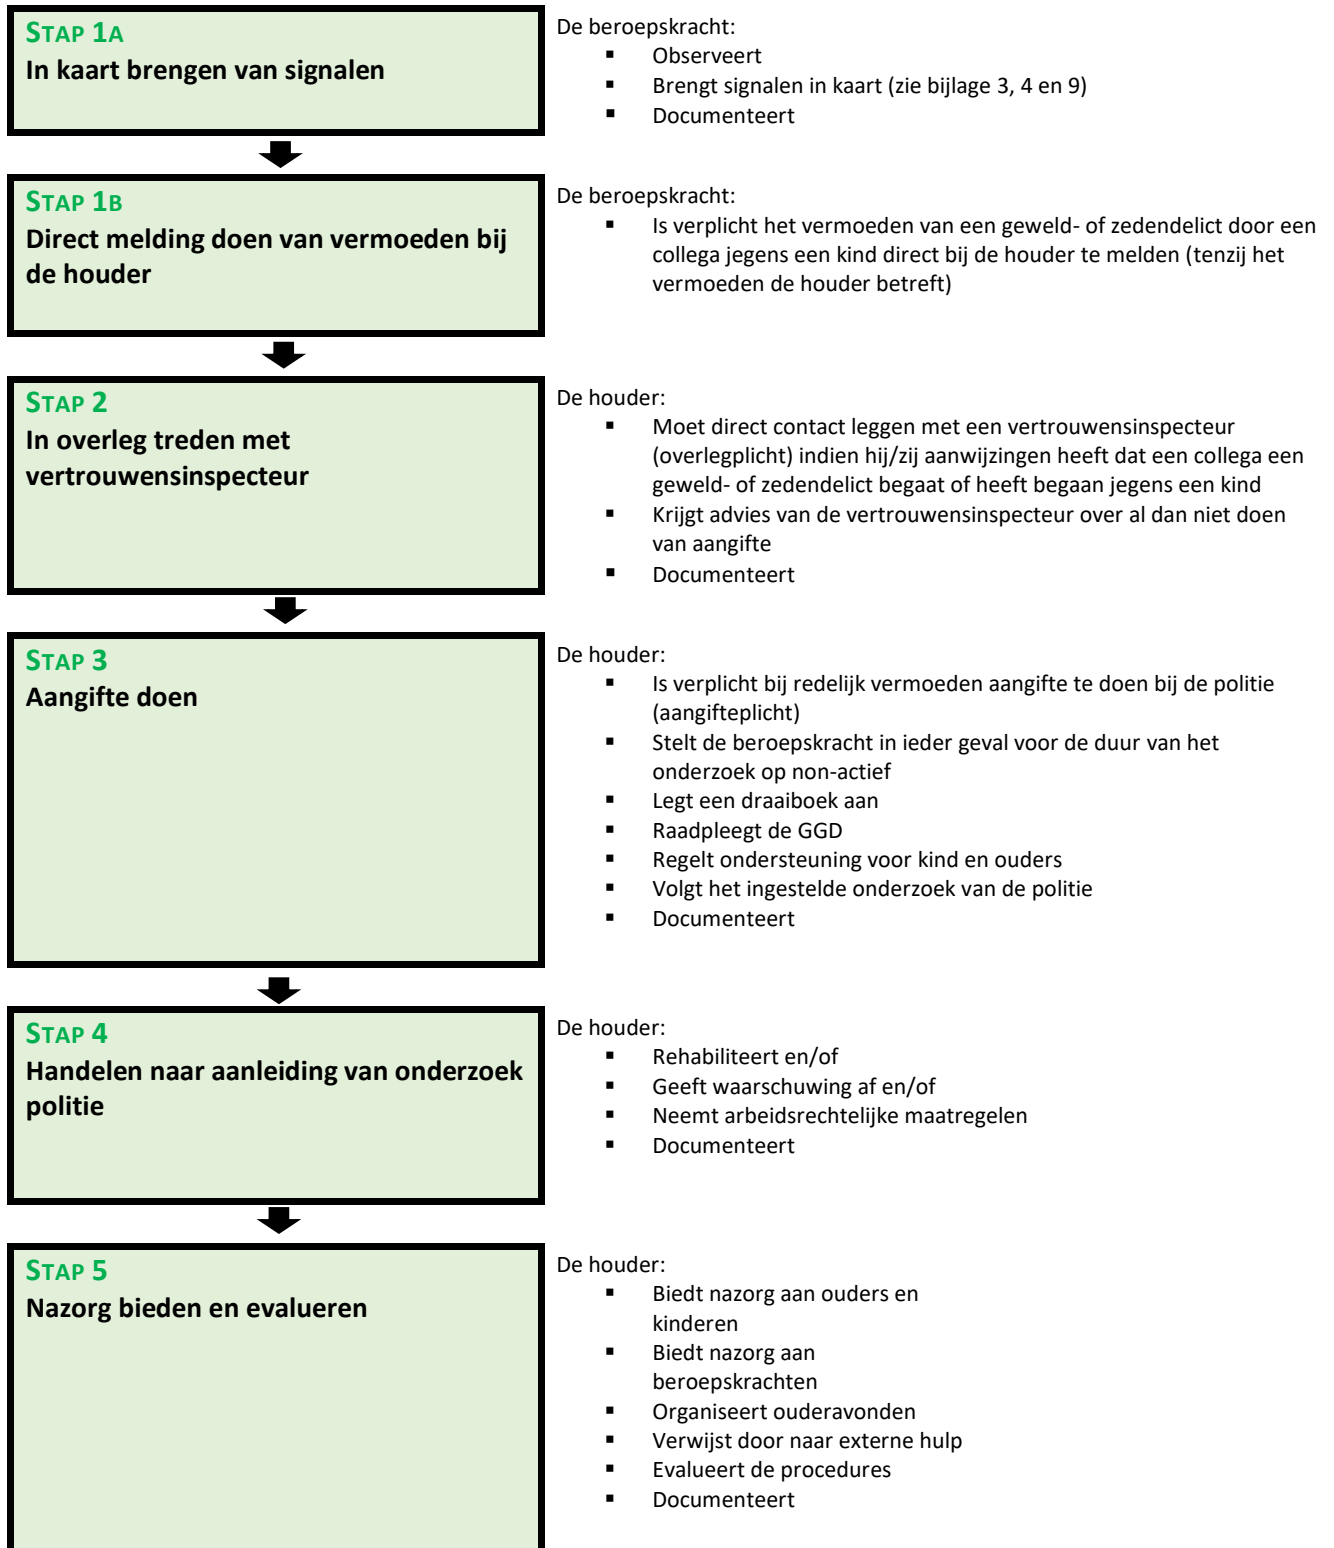 STAP 1A
In kaart brengen van signalen
De beroepskracht:
▪ Observeert
▪ Brengt signalen in kaart (zie bijlage 3, 4 en 9)
▪ Documenteert
STAP 1B
Direct melding doen van vermoeden bij
de houder
De beroepskracht:
▪ Is verplicht het vermoeden van een geweld- of zedendelict door een
collega jegens een kind direct bij de houder te melden (tenzij het
vermoeden de houder betreft)
STAP 2
In overleg treden met
vertrouwensinspecteur
De houder:
▪ Moet direct contact leggen met een vertrouwensinspecteur
(overlegplicht) indien hij/zij aanwijzingen heeft dat een collega een
geweld- of zedendelict begaat of heeft begaan jegens een kind
▪ Krijgt advies van de vertrouwensinspecteur over al dan niet doen
van aangifte
▪ Documenteert
STAP 3
Aangifte doen
De houder:
▪ Is verplicht bij redelijk vermoeden aangifte te doen bij de politie
(aangifteplicht)
▪ Stelt de beroepskracht in ieder geval voor de duur van het
onderzoek op non-actief
▪ Legt een draaiboek aan
▪ Raadpleegt de GGD
▪ Regelt ondersteuning voor kind en ouders
▪ Volgt het ingestelde onderzoek van de politie
▪ Documenteert
STAP 4
Handelen naar aanleiding van onderzoek
politie
De houder:
▪ Rehabiliteert en/of
▪ Geeft waarschuwing af en/of
▪ Neemt arbeidsrechtelijke maatregelen
▪ Documenteert
STAP 5
Nazorg bieden en evalueren
De houder:
▪ Biedt nazorg aan ouders en
kinderen
▪ Biedt nazorg aan
beroepskrachten
▪ Organiseert ouderavonden
▪ Verwijst door naar externe hulp
▪ Evalueert de procedures
▪ Documenteert